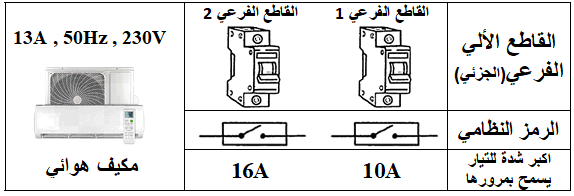 القاطع الألي
الفرعي(الجزئي)
القاطع الفرعي 1
القاطع الفرعي 2
13A , 50Hz , 230V
مكيف هوائي
الرمز النظامي
اكبر شدة للتيار
يسمح بمرورها
10A
16A